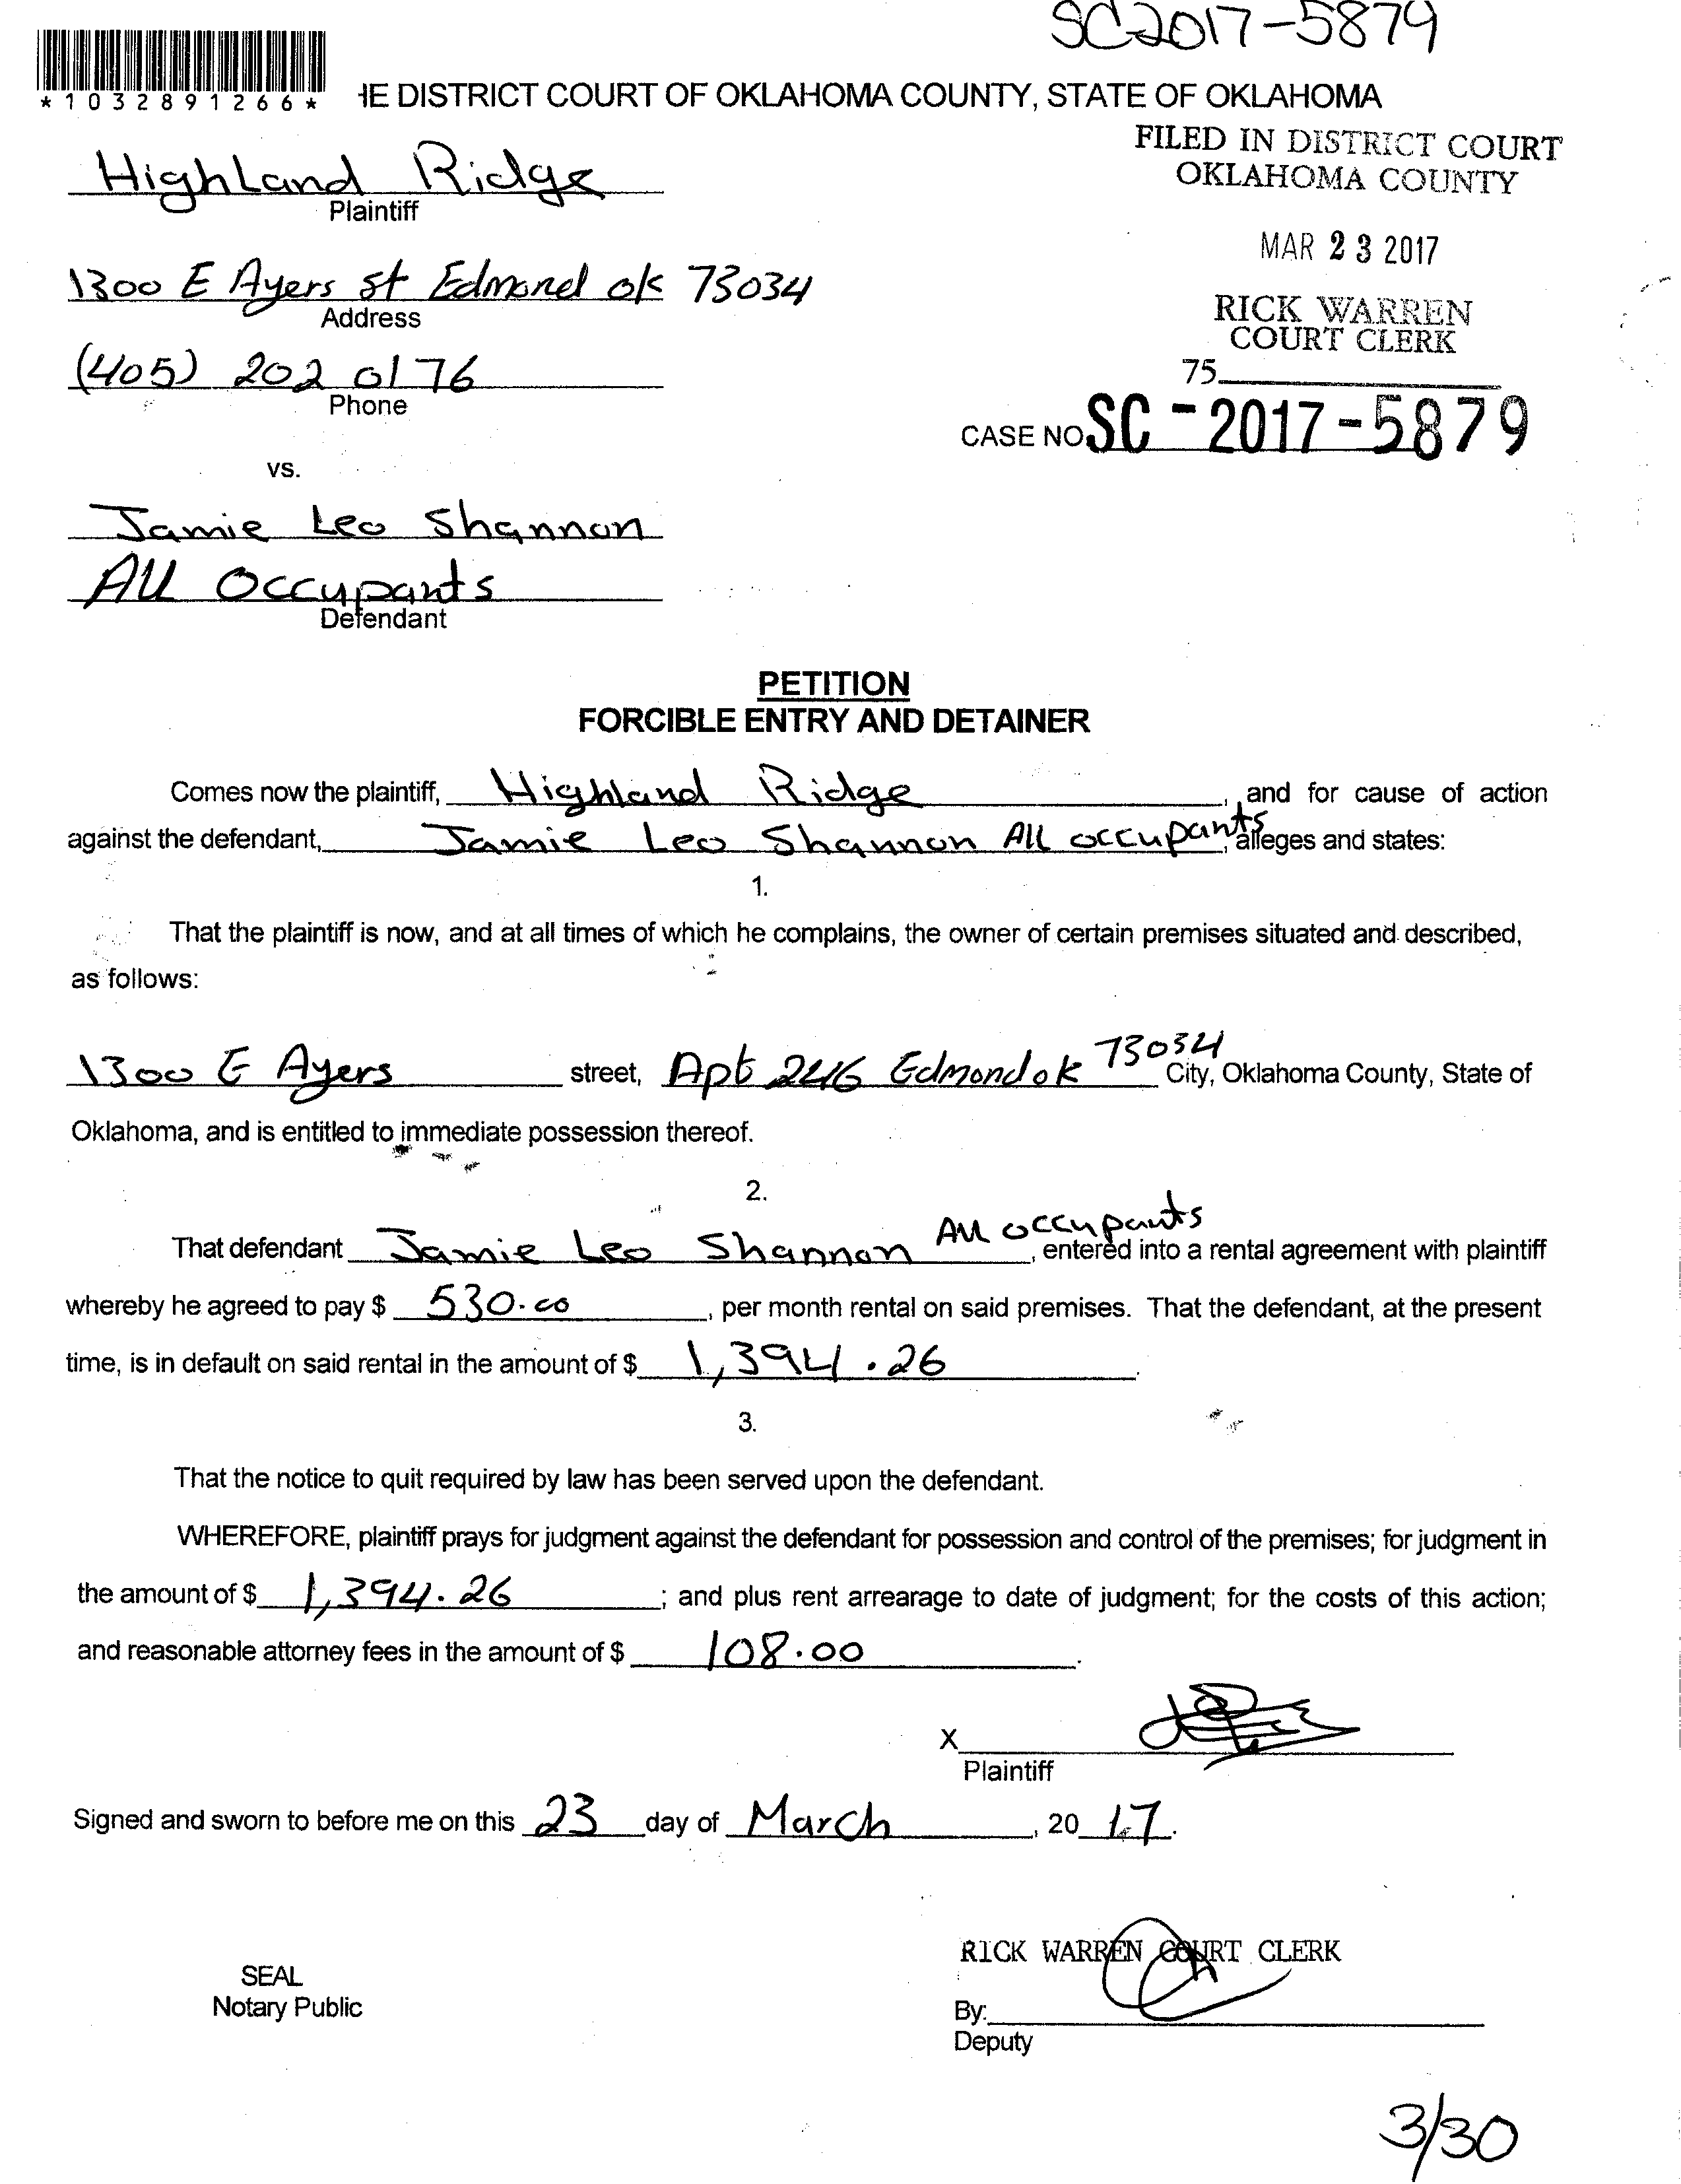 SC2017-5879
*1032891266*
HE DISTRICT COURT OF OKLAHOMA COUNTY, STATE OF OKLAHOMA
FILED IN DISTRICT COURT
OKLAHOMA COUNTY
HighLand Ridge
Plaintiff
MAR 23 2017
1300 E Ayers st Edmond ok 73034
Address
RICK WARREN
COURT CLERK
(405) 202 0176
Phone
75
CASE NO SC-2017-5879
vs.
Jamie Leo Shannon
All Occupants
Defendant
PETITION
FORCIBLE ENTRY AND DETAINER
Comes now the plaintiff, Highland Ridge, and for cause of action
against the defendant, Jamie Leo Shannon All occupants, alleges and states:
1.
That the plaintiff is now, and at all times of which he complains, the owner of certain premises situated and described,
as follows:
1300 E Ayers street, Apt 246 Edmond ok 73034 City, Oklahoma County, State of
Oklahoma, and is entitled to immediate possession thereof.
2.
That defendant Jamie Leo Shannon All occupants, entered into a rental agreement with plaintiff
whereby he agreed to pay $ 530.00, per month rental on said premises. That the defendant, at the present
time, is in default on said rental in the amount of $ 1,394.26.
3.
That the notice to quit required by law has been served upon the defendant.
WHEREFORE, plaintiff prays for judgment against the defendant for possession and control of the premises; for judgment in
the amount of $ 1,394.26; and plus rent arrearage to date of judgment; for the costs of this action;
and reasonable attorney fees in the amount of $ 108.00.
X
Plaintiff
Signed and sworn to before me on this 23 day of March, 20 17.
RICK WARREN COURT CLERK
SEAL
Notary Public
By:
Deputy
3/30